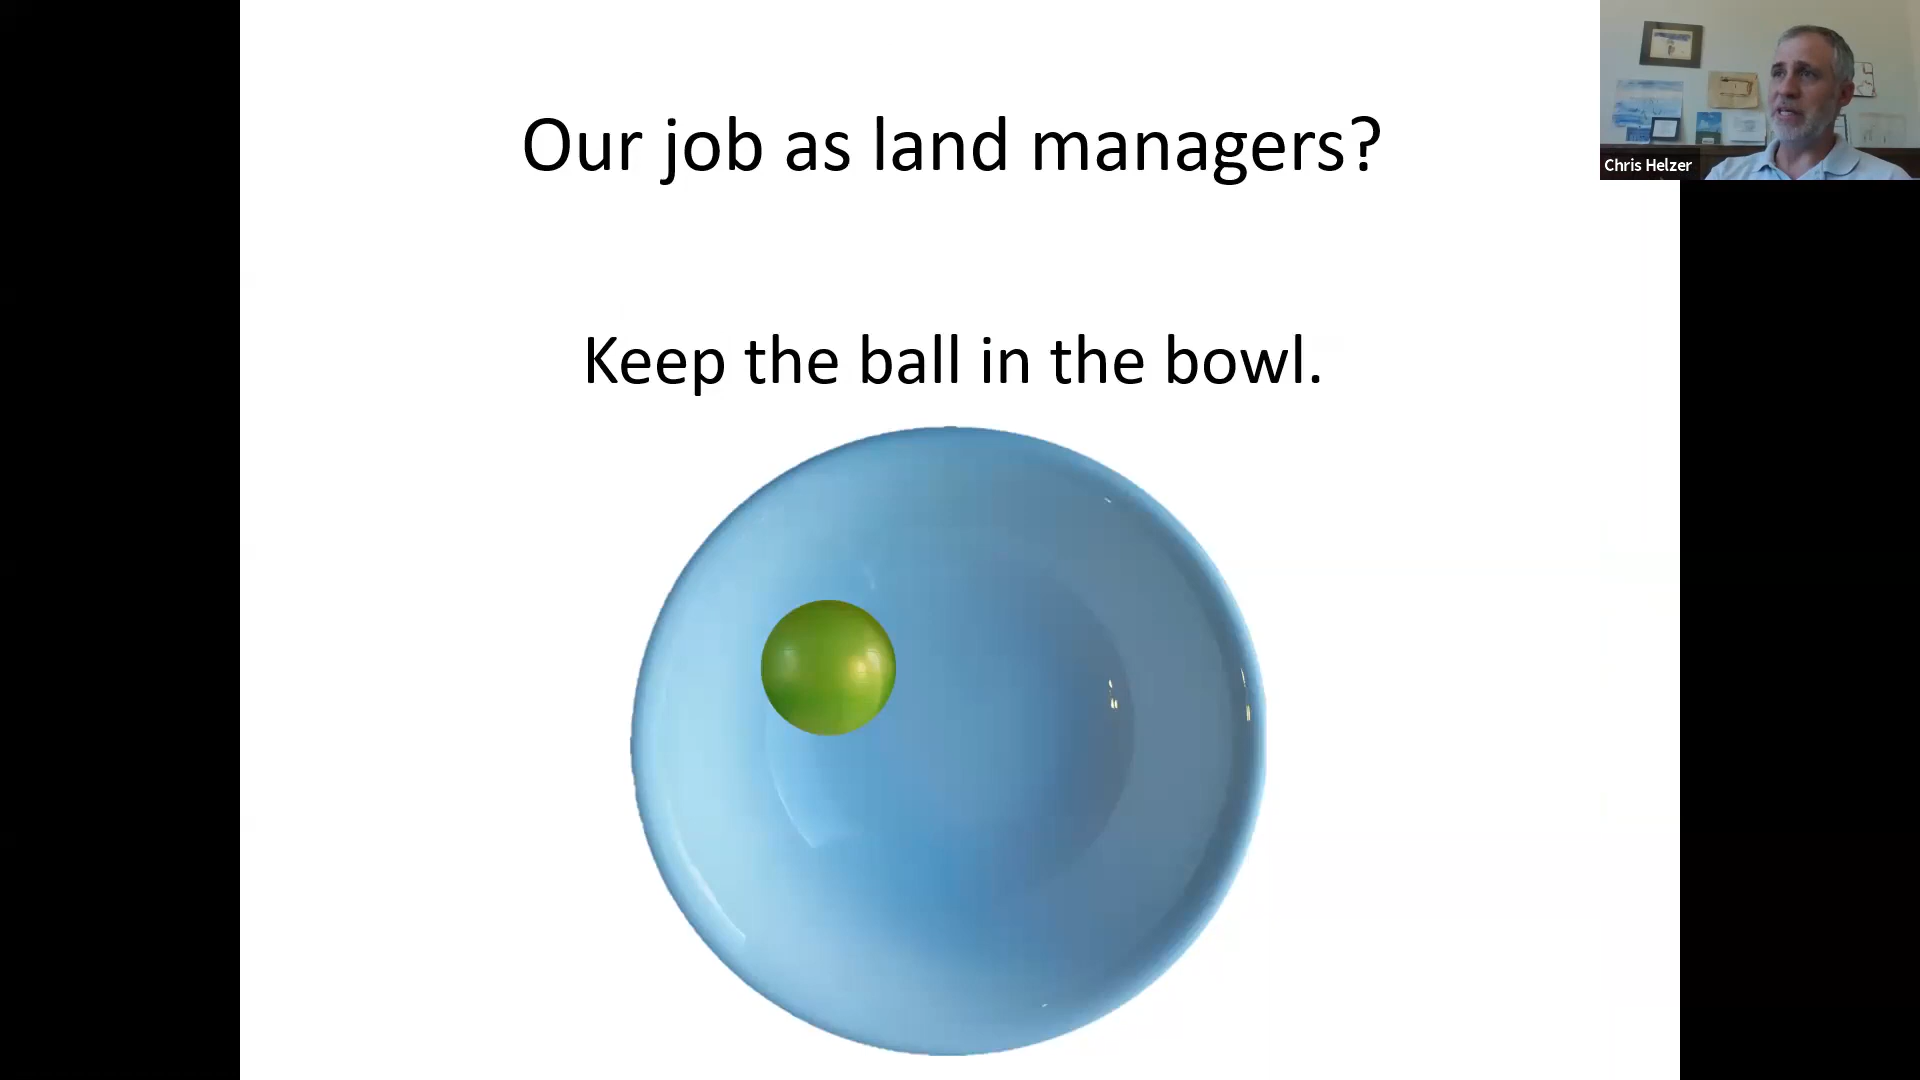 Our job as land managers?
Chris Helzer
Keep the ball in the bowl.